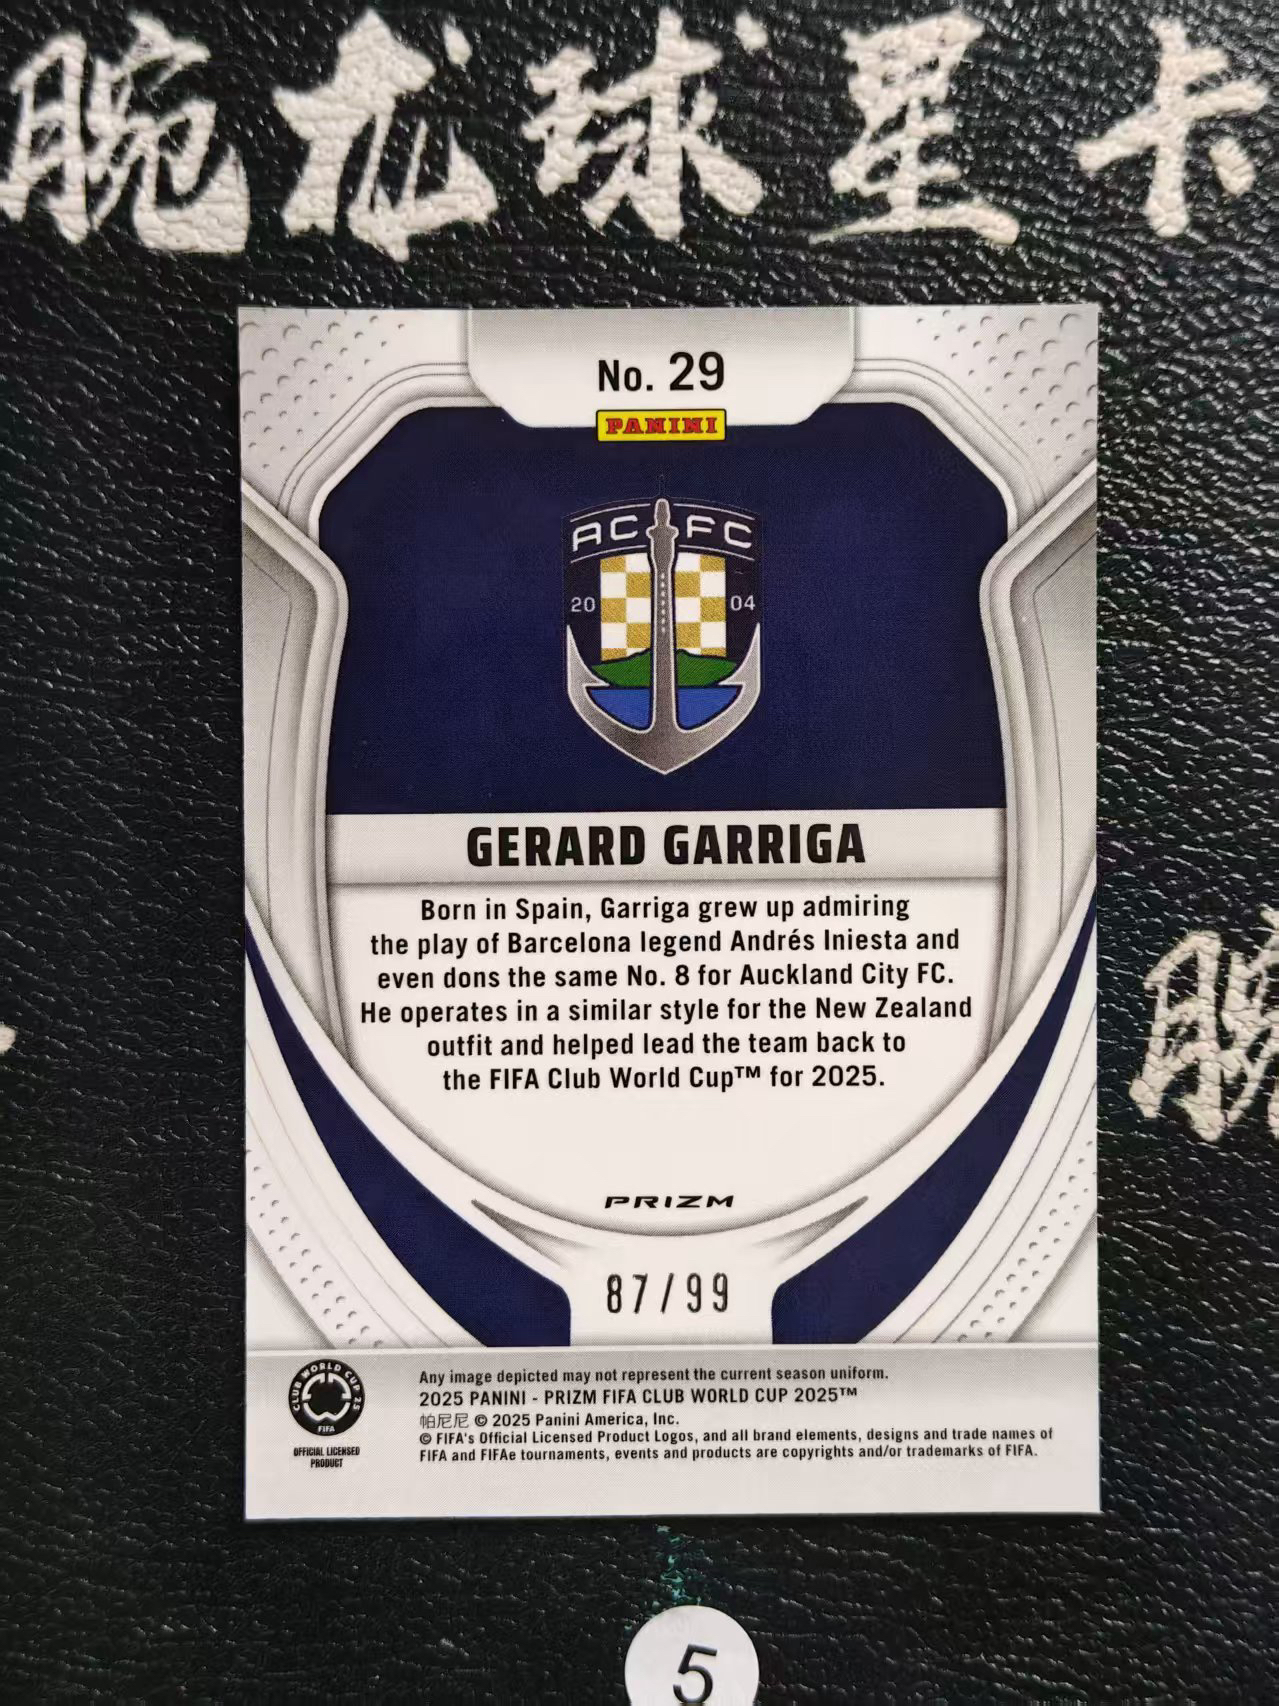 腕仙球星卡
No. 29
PANINI
AC FC
20 04
GERARD GARRIGA
Born in Spain, Garriga grew up admiring
the play of Barcelona legend Andrés Iniesta and
even dons the same No. 8 for Auckland City FC.
He operates in a similar style for the New Zealand
outfit and helped lead the team back to
the FIFA Club World Cup™ for 2025.
PRIZM
87/99
CLUB WORLD CUP 25
FIFA
OFFICIAL LICENSED
PRODUCT
Any image depicted may not represent the current season uniform.
2025 PANINI - PRIZM FIFA CLUB WORLD CUP 2025™
帕尼尼 © 2025 Panini America, Inc.
© FIFA's Official Licensed Product Logos, and all brand elements, designs and trade names of
FIFA and FIFAe tournaments, events and products are copyrights and/or trademarks of FIFA.
5